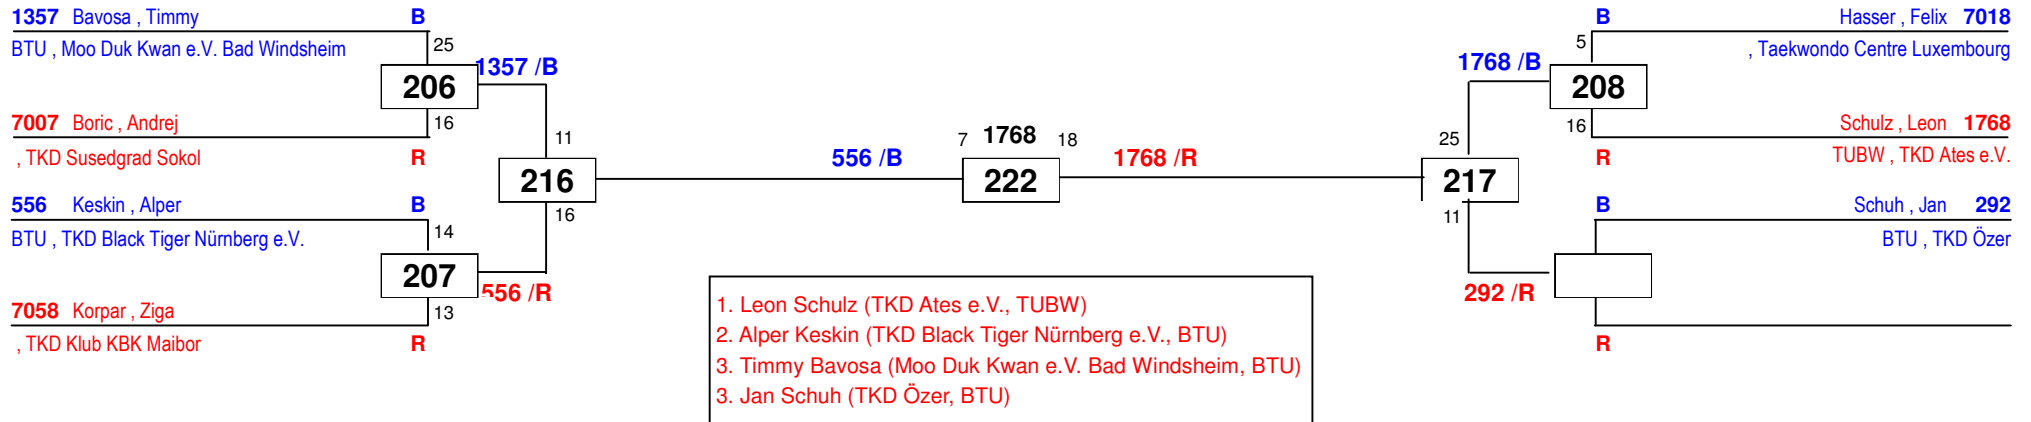 1357 Bavosa , Timmy B
BTU , Moo Duk Kwan e.V. Bad Windsheim
25
206
1357 /B
7007 Boric , Andrej
16
, TKD Susedgrad Sokol R
11
216
16
556 Keskin , Alper B
BTU , TKD Black Tiger Nürnberg e.V.
14
207
556 /R
7058 Korpar , Ziga
13
, TKD Klub KBK Maibor R
556 /B
7 1768 18
222
1768 /R
B Hasser , Felix 7018
5
, Taekwondo Centre Luxembourg
1768 /B
208
16
Schulz , Leon 1768
R TUBW , TKD Ates e.V.
25
217
11
B Schuh , Jan 292
BTU , TKD Özer
292 /R
R
1. Leon Schulz (TKD Ates e.V., TUBW)
2. Alper Keskin (TKD Black Tiger Nürnberg e.V., BTU)
3. Timmy Bavosa (Moo Duk Kwan e.V. Bad Windsheim, BTU)
3. Jan Schuh (TKD Özer, BTU)